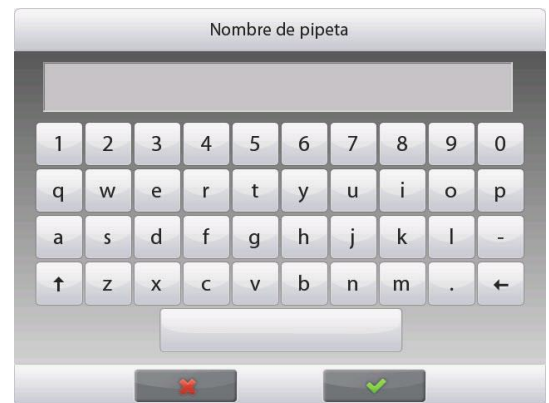 Nombre de pipeta
1 2 3 4 5 6 7 8 9 0
q w e r t y u i o p
a s d f g h j k l -
↑ z x c v b n m . ←